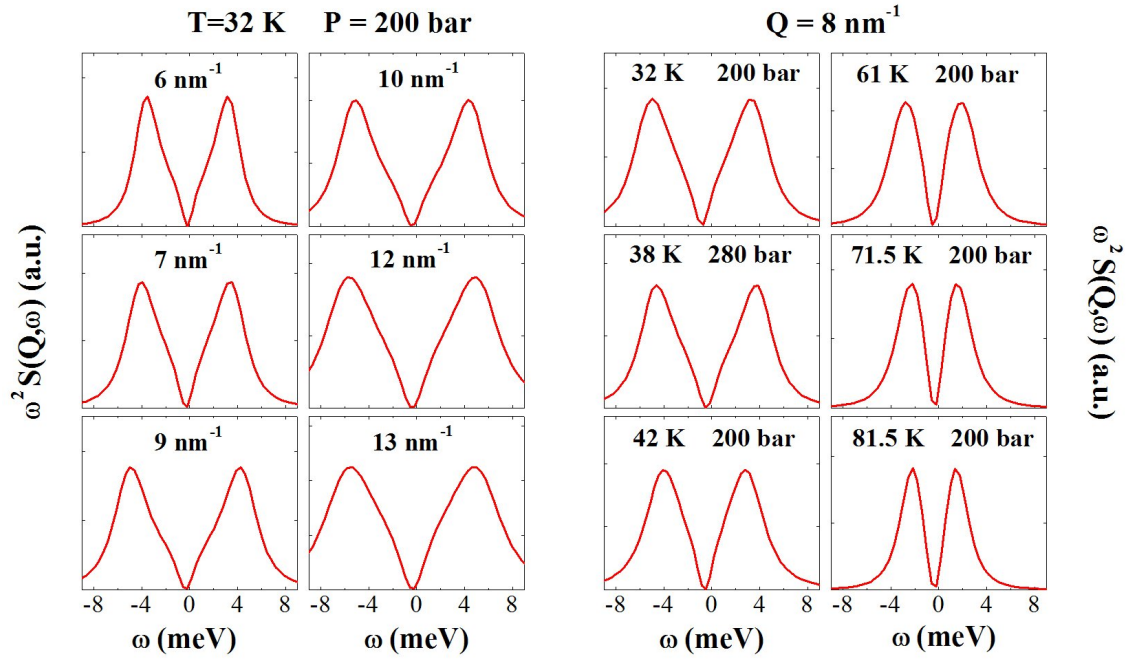 T=32 K P = 200 bar
Q = 8 nm⁻¹
6 nm⁻¹
10 nm⁻¹
32 K 200 bar
61 K 200 bar
7 nm⁻¹
12 nm⁻¹
38 K 280 bar
71.5 K 200 bar
9 nm⁻¹
13 nm⁻¹
42 K 200 bar
81.5 K 200 bar
ω² S(Q,ω) (a.u.)
ω² S(Q,ω) (a.u.)
-8 -4 0 4 8
-8 -4 0 4 8
-8 -4 0 4 8
-8 -4 0 4 8
ω (meV)
ω (meV)
ω (meV)
ω (meV)